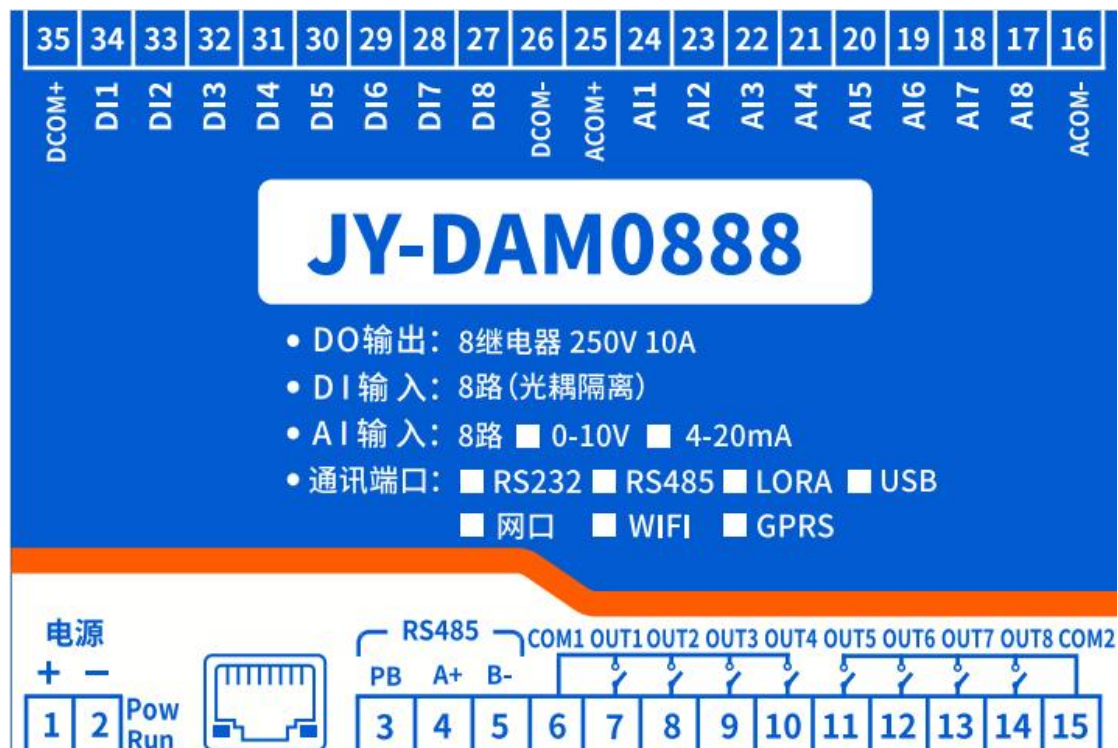 35 34 33 32 31 30 29 28 27 26 25 24 23 22 21 20 19 18 17 16
DCOM+ DI1 DI2 DI3 DI4 DI5 DI6 DI7 DI8 DCOM- ACOM+ AI1 AI2 AI3 AI4 AI5 AI6 AI7 AI8 ACOM-
JY-DAM0888
• DO输出：8继电器 250V 10A
• DI输入：8路（光耦隔离）
• AI输入：8路 ■ 0-10V ■ 4-20mA
• 通讯端口：■ RS232 ■ RS485 ■ LORA ■ USB
■ 网口 ■ WIFI ■ GPRS
电源 RS485 COM1 OUT1 OUT2 OUT3 OUT4 OUT5 OUT6 OUT7 OUT8 COM2
+ − PB A+ B-
1 2 Pow 3 4 5 6 7 8 9 10 11 12 13 14 15
Run